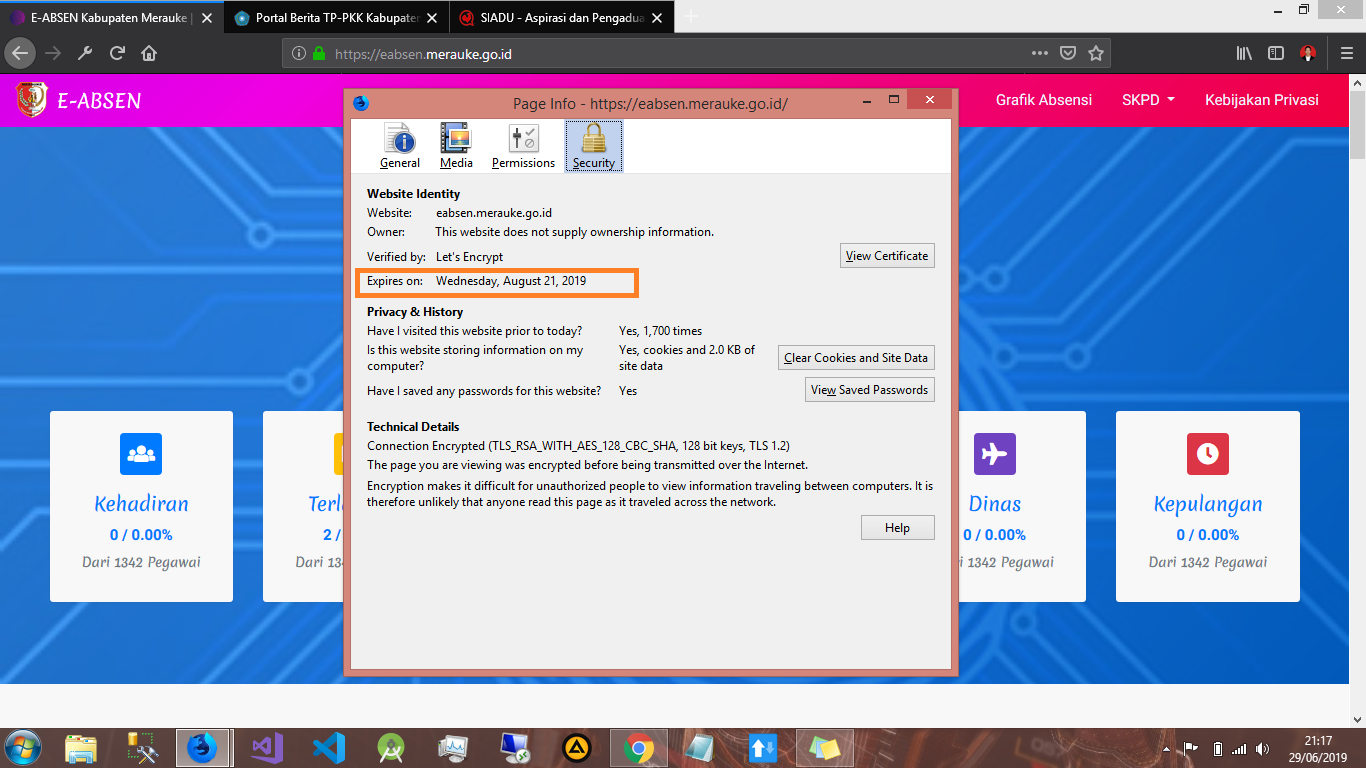 E-ABSEN Kabupaten Merauke |
Portal Berita TP-PKK Kabupaten
SIADU - Aspirasi dan Pengadua
https://eabsen.merauke.go.id
E-ABSEN
Grafik Absensi
SKPD
Kebijakan Privasi
Page Info - https://eabsen.merauke.go.id/
General
Media
Permissions
Security
Website Identity
Website: eabsen.merauke.go.id
Owner: This website does not supply ownership information.
Verified by: Let's Encrypt
View Certificate
Expires on: Wednesday, August 21, 2019
Privacy & History
Have I visited this website prior to today? Yes, 1,700 times
Is this website storing information on my
computer?
Yes, cookies and 2.0 KB of
site data
Clear Cookies and Site Data
Have I saved any passwords for this website? Yes
View Saved Passwords
Technical Details
Connection Encrypted (TLS_RSA_WITH_AES_128_CBC_SHA, 128 bit keys, TLS 1.2)
The page you are viewing was encrypted before being transmitted over the Internet.
Encryption makes it difficult for unauthorized people to view information traveling between computers. It is
therefore unlikely that anyone read this page as it traveled across the network.
Help
Kehadiran
0 / 0.00%
Dari 1342 Pegawai
Terl
2 /
Dari 13
Dinas
0 / 0.00%
1342 Pegawai
Kepulangan
0 / 0.00%
Dari 1342 Pegawai
21:17
29/06/2019